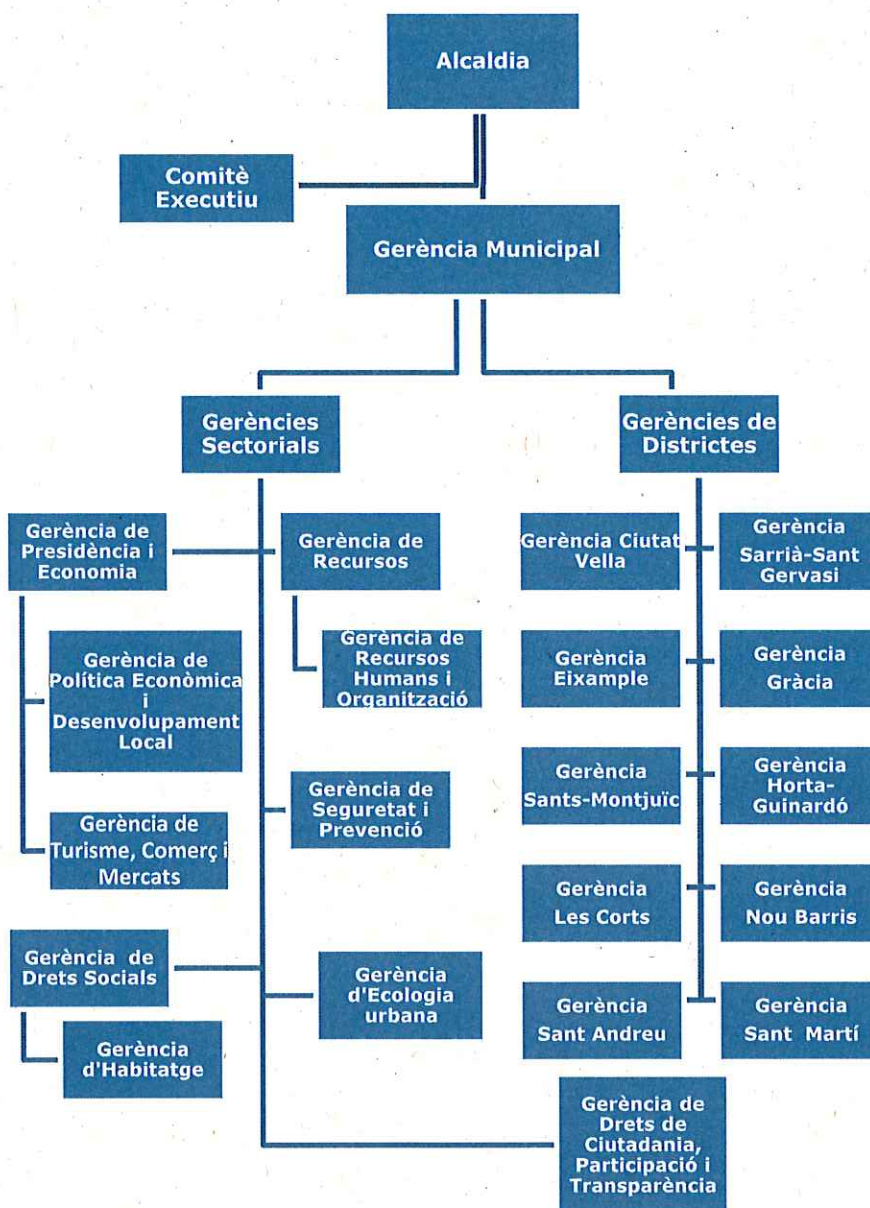 Alcaldia
Comitè
Executiu
Gerència Municipal
Gerències
Sectorials
Gerències de
Districtes
Gerència de
Presidència i
Economia
Gerència de
Recursos
Gerència de
Política Econòmica
i
Desenvolupament
Local
Gerència de
Recursos
Humans i
Organització
Gerència de
Seguretat i
Prevenció
Gerència de
Turisme, Comerç i
Mercats
Gerència de
Drets Socials
Gerència
d'Habitatge
Gerència
d'Ecologia
urbana
Gerència Ciutat
Vella
Gerència
Sarrià-Sant
Gervasi
Gerència
Eixample
Gerència
Gràcia
Gerència
Sants-Montjuïc
Gerència
Horta-
Guinardó
Gerència
Les Corts
Gerència
Nou Barris
Gerència
Sant Andreu
Gerència
Sant Martí
Gerència de
Drets de
Ciutadania,
Participació i
Transparència